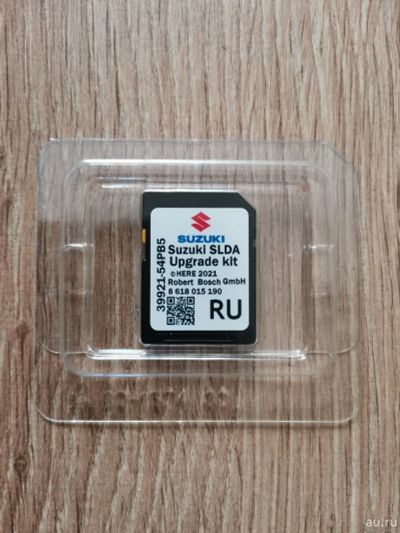 SUZUKI
Suzuki SLDA
Upgrade kit
©HERE 2021
Robert Bosch GmbH
8 618 015 190
RU
39921-54PB5
au.ru